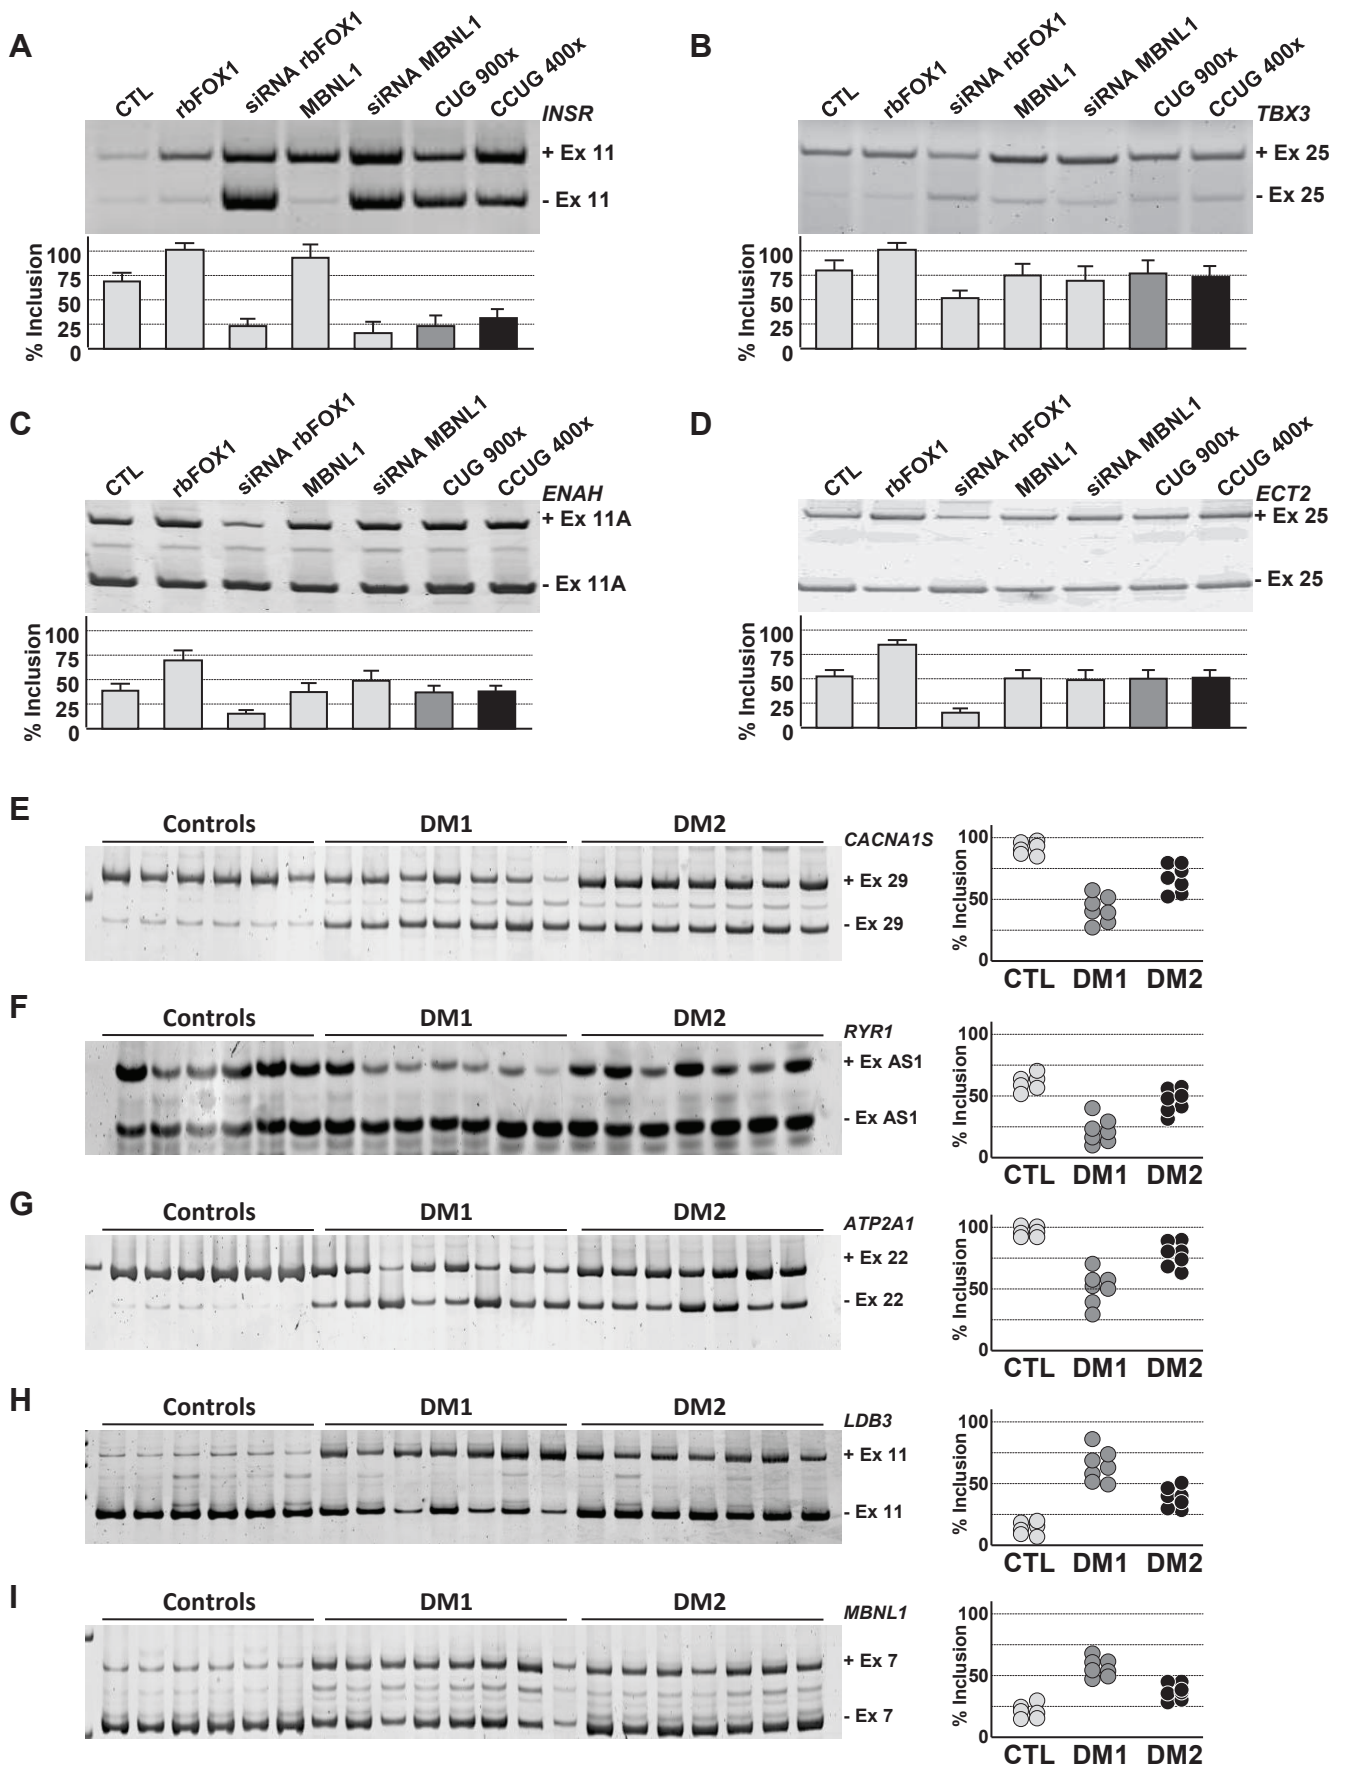 A
CTL rbFOX1 siRNA rbFOX1 MBNL1 siRNA MBNL1 CUG 900x CCUG 400x
INSR
+ Ex 11
- Ex 11
% Inclusion
100
75
50
25
0
B
CTL rbFOX1 siRNA rbFOX1 MBNL1 siRNA MBNL1 CUG 900x CCUG 400x
TBX3
+ Ex 25
- Ex 25
% Inclusion
100
75
50
25
0
C
CTL rbFOX1 siRNA rbFOX1 MBNL1 siRNA MBNL1 CUG 900x CCUG 400x
ENAH
+ Ex 11A
- Ex 11A
% Inclusion
100
75
50
25
0
D
CTL rbFOX1 siRNA rbFOX1 MBNL1 siRNA MBNL1 CUG 900x CCUG 400x
ECT2
+ Ex 25
- Ex 25
% Inclusion
100
75
50
25
0
E
Controls DM1 DM2
CACNA1S
+ Ex 29
- Ex 29
% Inclusion
100
50
0
CTL DM1 DM2
F
Controls DM1 DM2
RYR1
+ Ex AS1
- Ex AS1
% Inclusion
100
50
0
CTL DM1 DM2
G
Controls DM1 DM2
ATP2A1
+ Ex 22
- Ex 22
% Inclusion
100
50
0
CTL DM1 DM2
H
Controls DM1 DM2
LDB3
+ Ex 11
- Ex 11
% Inclusion
100
50
0
CTL DM1 DM2
I
Controls DM1 DM2
MBNL1
+ Ex 7
- Ex 7
% Inclusion
100
50
0
CTL DM1 DM2